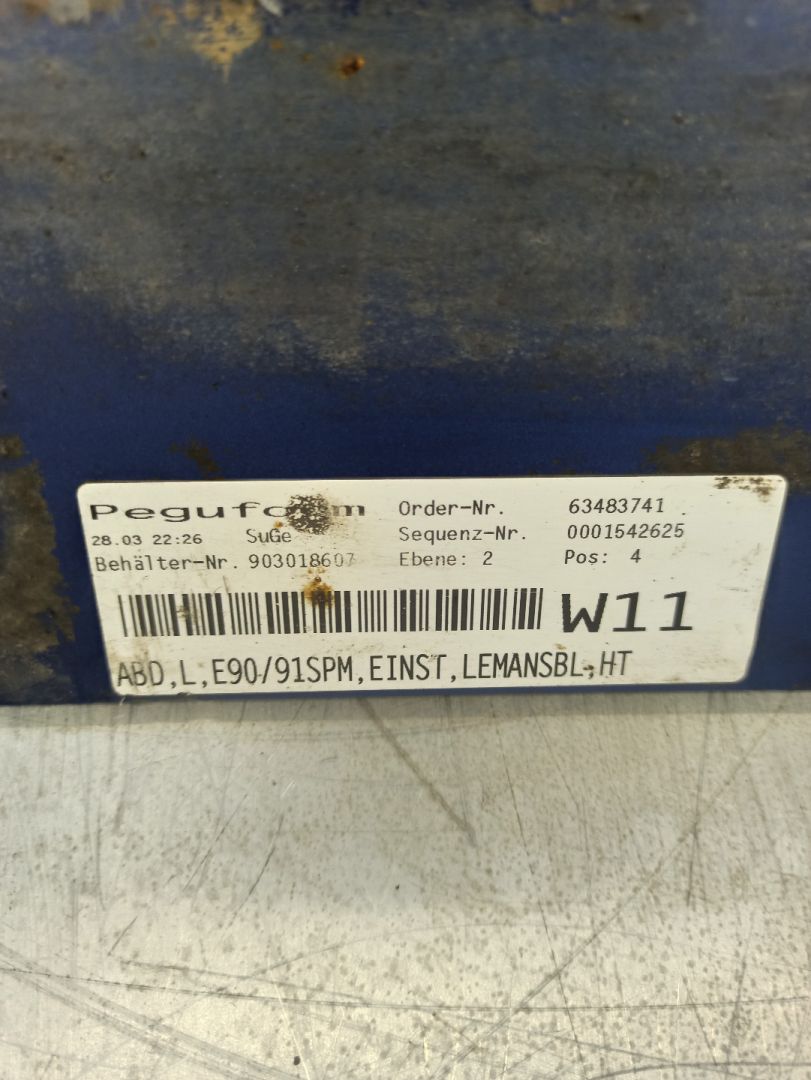 Peguform Order-Nr. 63483741
28.03 22:26 SuGe Sequenz-Nr. 0001542625
Behälter-Nr. 903018607 Ebene: 2 Pos: 4
W11
ABD,L,E90/91SPM,EINST,LEMANSBL,HT